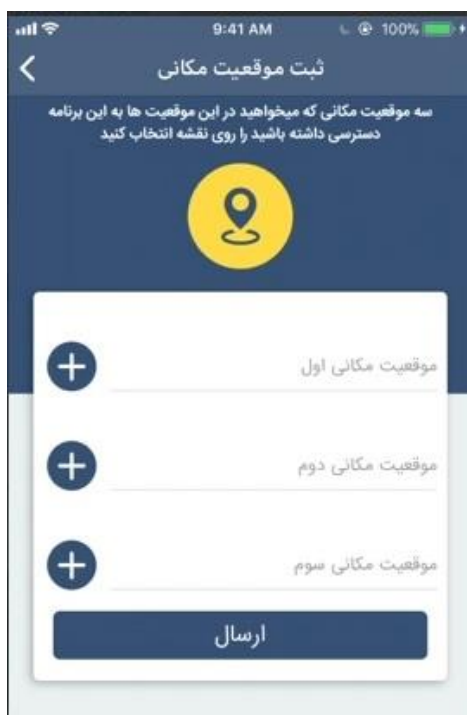 9:41 AM
100%
ثبت موقعیت مکانی
سه موقعیت مکانی که میخواهید در این موقعیت ها به این برنامه
دسترسی داشته باشید را روی نقشه انتخاب کنید
موقعیت مکانی اول
موقعیت مکانی دوم
موقعیت مکانی سوم
ارسال